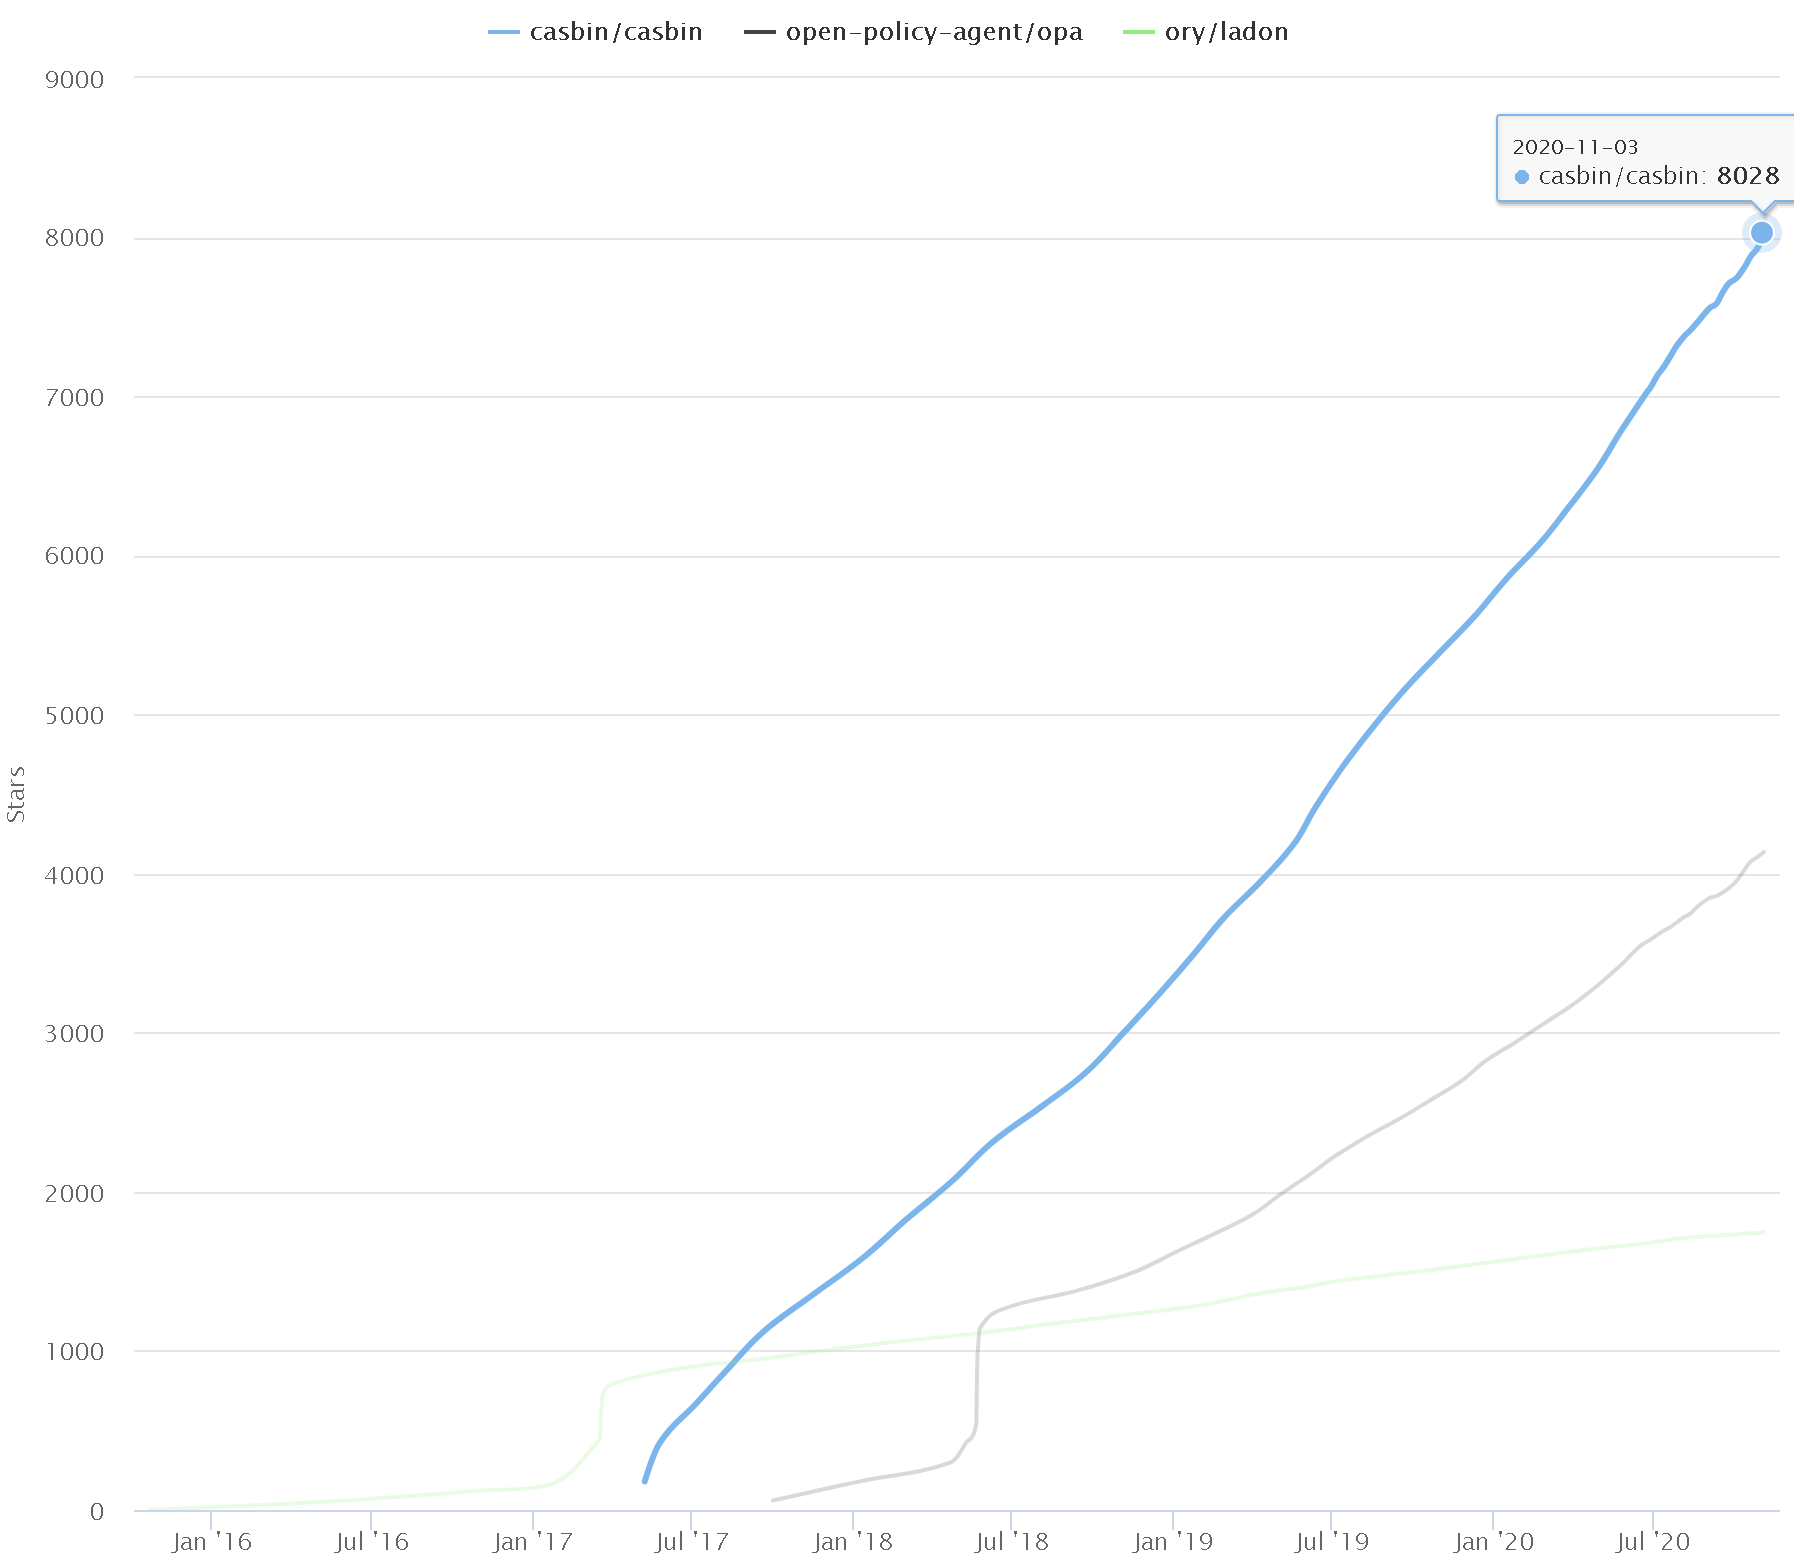 casbin/casbin open-policy-agent/opa ory/ladon
9000
2020-11-03
casbin/casbin: 8028
8000
7000
6000
5000
Stars
4000
3000
2000
1000
0
Jan '16 Jul '16 Jan '17 Jul '17 Jan '18 Jul '18 Jan '19 Jul '19 Jan '20 Jul '20